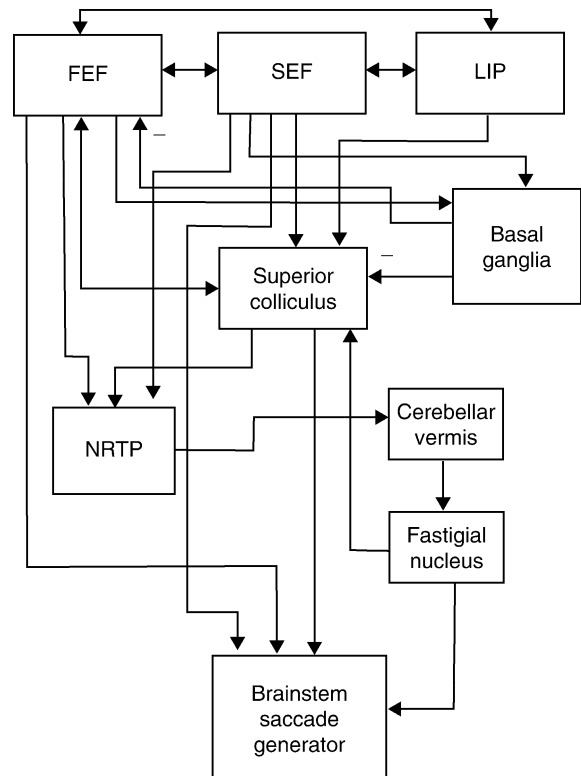 FEF
SEF
LIP
–
Basal
ganglia
–
Superior
colliculus
Cerebellar
vermis
NRTP
Fastigial
nucleus
Brainstem
saccade
generator